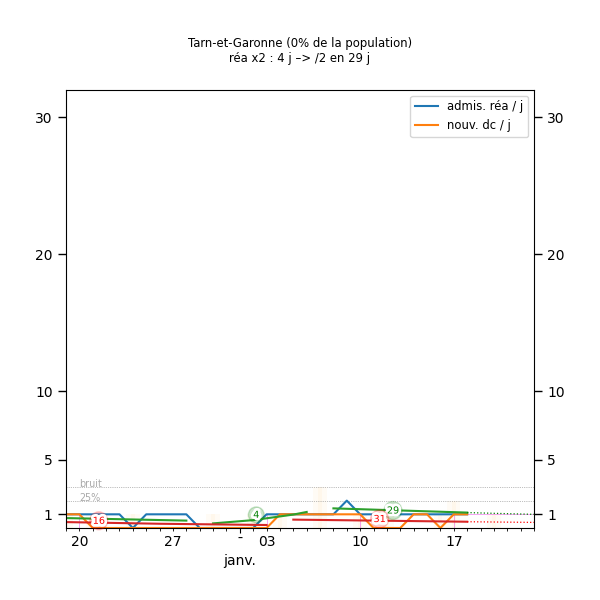 Tarn-et-Garonne (0% de la population)
réa x2 : 4 j –> /2 en 29 j
admis. réa / j
nouv. dc / j
30 30
20 20
10 10
5 5
bruit
25%
1 1
16 4 31 29
20 27 - 03 10 17
janv.